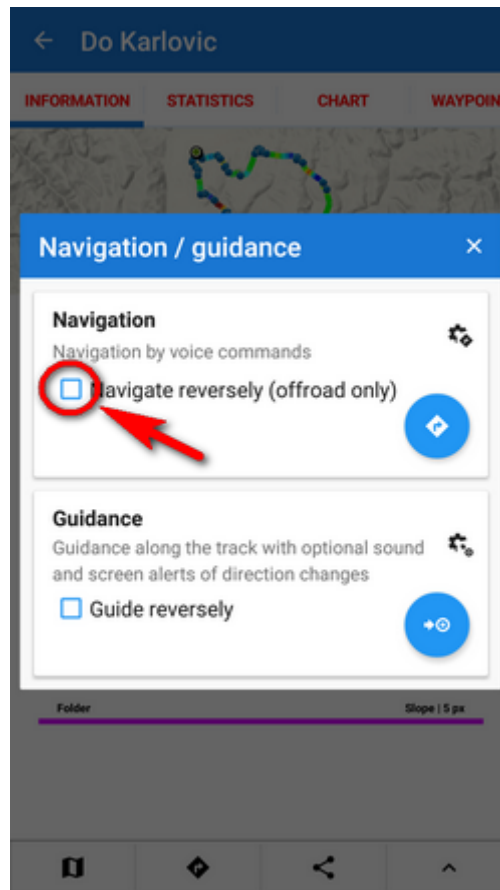 Do Karlovic
INFORMATION STATISTICS CHART WAYPOIN
Navigation / guidance
Navigation
Navigation by voice commands
Navigate reversely (offroad only)
Guidance
Guidance along the track with optional sound
and screen alerts of direction changes
Guide reversely
Folder Slope | 5 px